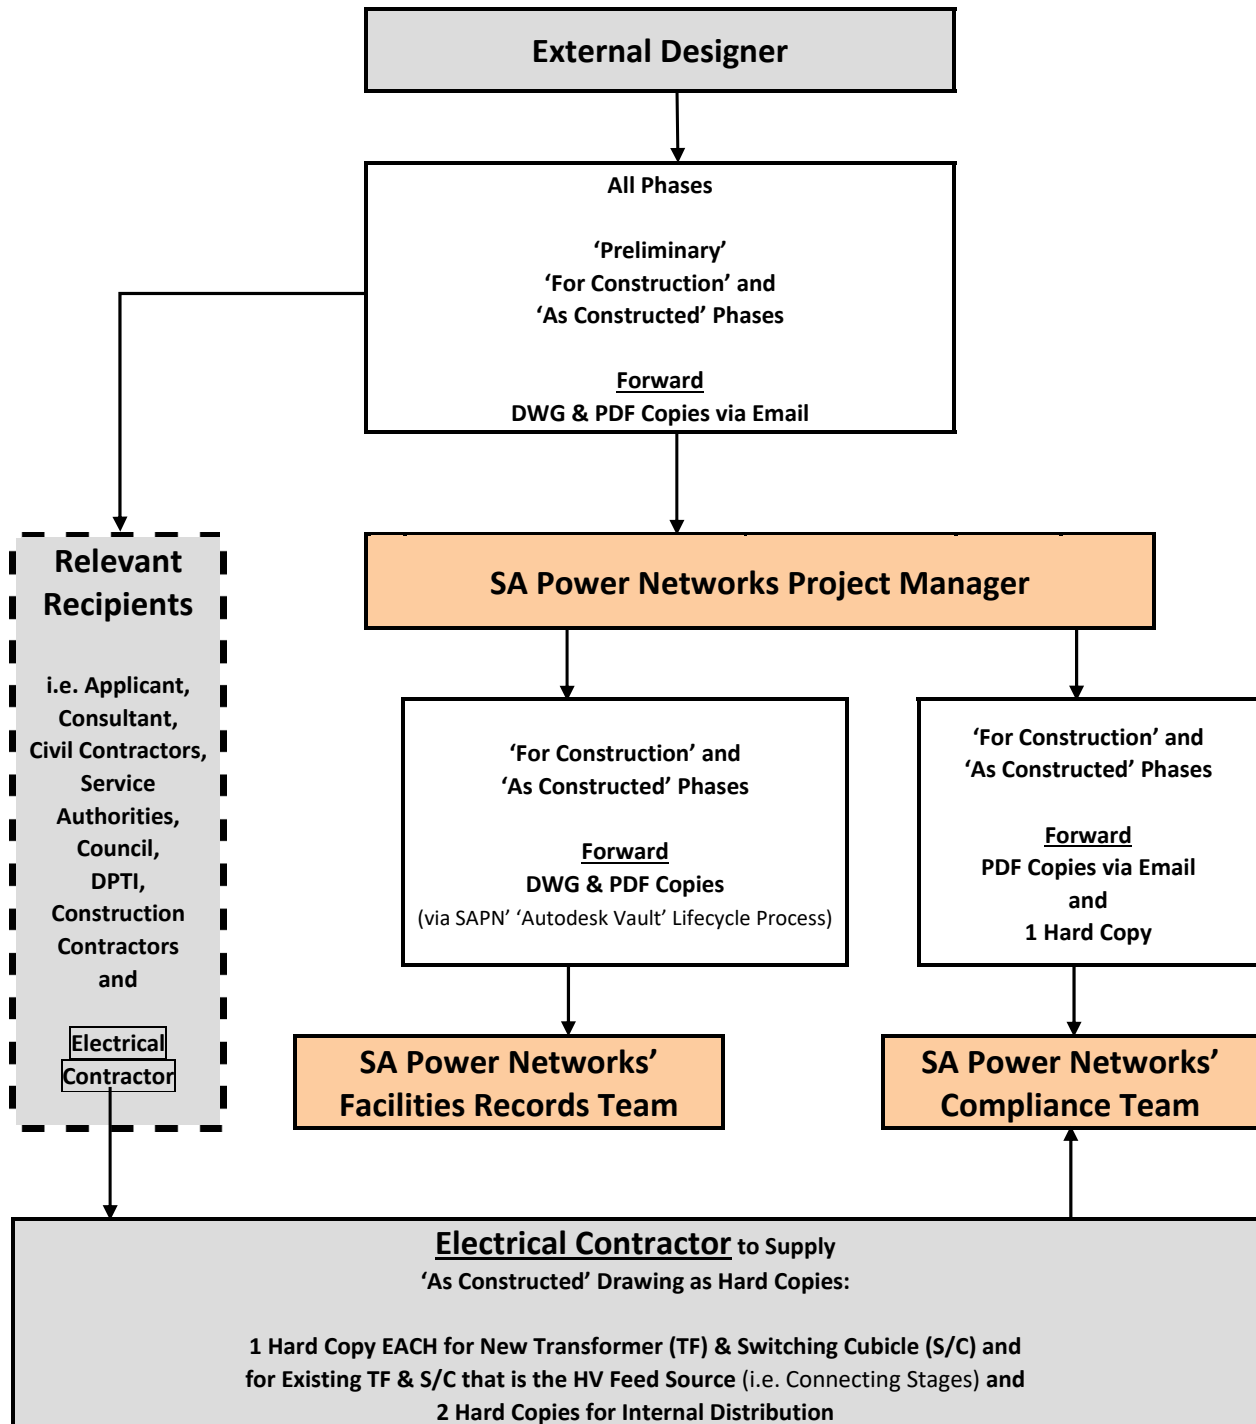 External Designer
All Phases
‘Preliminary’
‘For Construction’ and
‘As Constructed’ Phases
Forward
DWG & PDF Copies via Email
Relevant
Recipients
i.e. Applicant,
Consultant,
Civil Contractors,
Service
Authorities,
Council,
DPTI,
Construction
Contractors
and
Electrical
Contractor
SA Power Networks Project Manager
‘For Construction’ and
‘As Constructed’ Phases
Forward
DWG & PDF Copies
(via SAPN’ ‘Autodesk Vault’ Lifecycle Process)
‘For Construction’ and
‘As Constructed’ Phases
Forward
PDF Copies via Email
and
1 Hard Copy
SA Power Networks’
Facilities Records Team
SA Power Networks’
Compliance Team
Electrical Contractor to Supply
‘As Constructed’ Drawing as Hard Copies:
1 Hard Copy EACH for New Transformer (TF) & Switching Cubicle (S/C) and
for Existing TF & S/C that is the HV Feed Source (i.e. Connecting Stages) and
2 Hard Copies for Internal Distribution